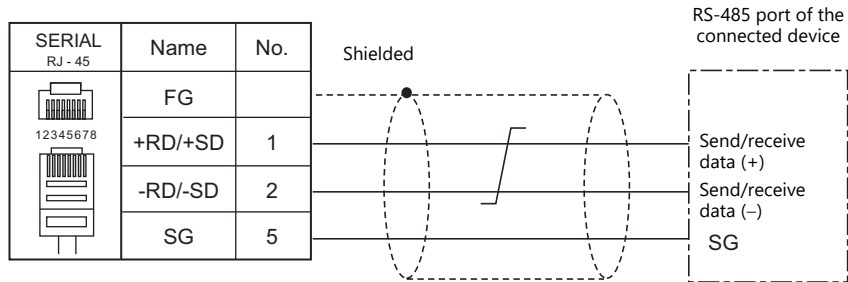 RS-485 port of the
connected device
SERIAL
RJ - 45
Name
No.
Shielded
FG
12345678
+RD/+SD
1
Send/receive
data (+)
-RD/-SD
2
Send/receive
data (–)
SG
5
SG